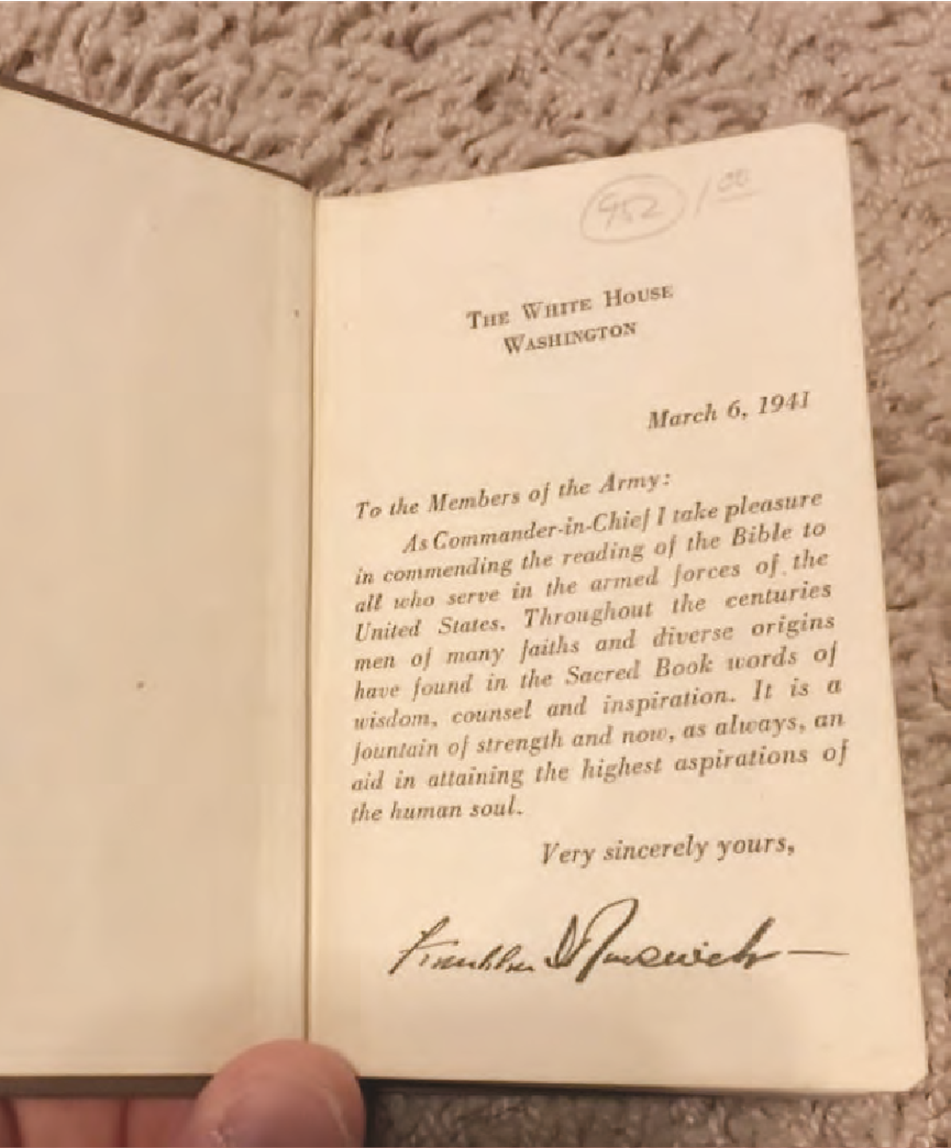 952 1 00
The White House
Washington
March 6, 1941
To the Members of the Army:
As Commander-in-Chief I take pleasure
in commending the reading of the Bible to
all who serve in the armed forces of the
United States. Throughout the centuries
men of many faiths and diverse origins
have found in the Sacred Book words of
wisdom, counsel and inspiration. It is a
fountain of strength and now, as always, an
aid in attaining the highest aspirations of
the human soul.
Very sincerely yours,
Franklin D Roosevelt